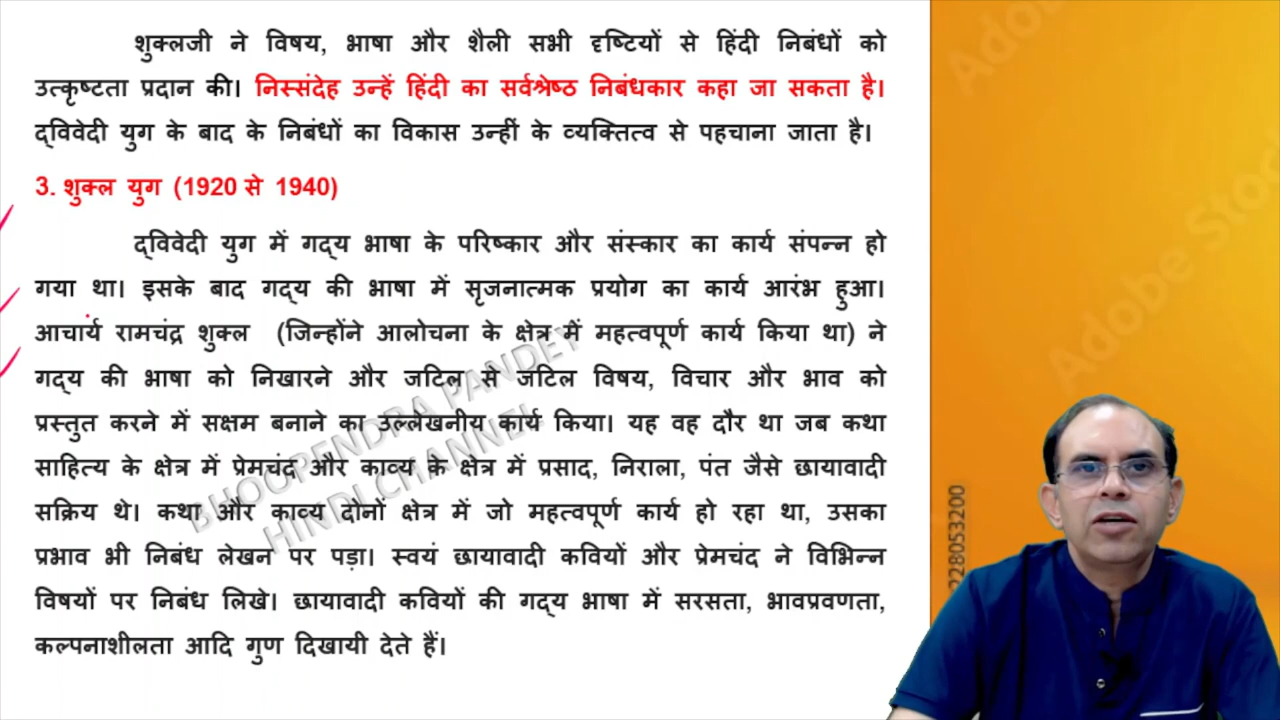 शुक्लजी ने विषय, भाषा और शैली सभी दृष्टियों से हिंदी निबंधों को
उत्कृष्टता प्रदान की। निस्संदेह उन्हें हिंदी का सर्वश्रेष्ठ निबंधकार कहा जा सकता है।
द्विवेदी युग के बाद के निबंधों का विकास उन्हीं के व्यक्तित्व से पहचाना जाता है।
3. शुक्ल युग (1920 से 1940)
द्विवेदी युग में गद्य भाषा के परिष्कार और संस्कार का कार्य संपन्न हो
गया था। इसके बाद गद्य की भाषा में सृजनात्मक प्रयोग का कार्य आरंभ हुआ।
आचार्य रामचंद्र शुक्ल (जिन्होंने आलोचना के क्षेत्र में महत्वपूर्ण कार्य किया था) ने
गद्य की भाषा को निखारने और जटिल से जटिल विषय, विचार और भाव को
प्रस्तुत करने में सक्षम बनाने का उल्लेखनीय कार्य किया। यह वह दौर था जब कथा
साहित्य के क्षेत्र में प्रेमचंद और काव्य के क्षेत्र में प्रसाद, निराला, पंत जैसे छायावादी
सक्रिय थे। कथा और काव्य दोनों क्षेत्र में जो महत्वपूर्ण कार्य हो रहा था, उसका
प्रभाव भी निबंध लेखन पर पड़ा। स्वयं छायावादी कवियों और प्रेमचंद ने विभिन्न
विषयों पर निबंध लिखे। छायावादी कवियों की गद्य भाषा में सरसता, भावप्रवणता,
कल्पनाशीलता आदि गुण दिखायी देते हैं।
BHOOPENDRA PANDEY
HINDI CHANNEL
Adobe Stock
228053200